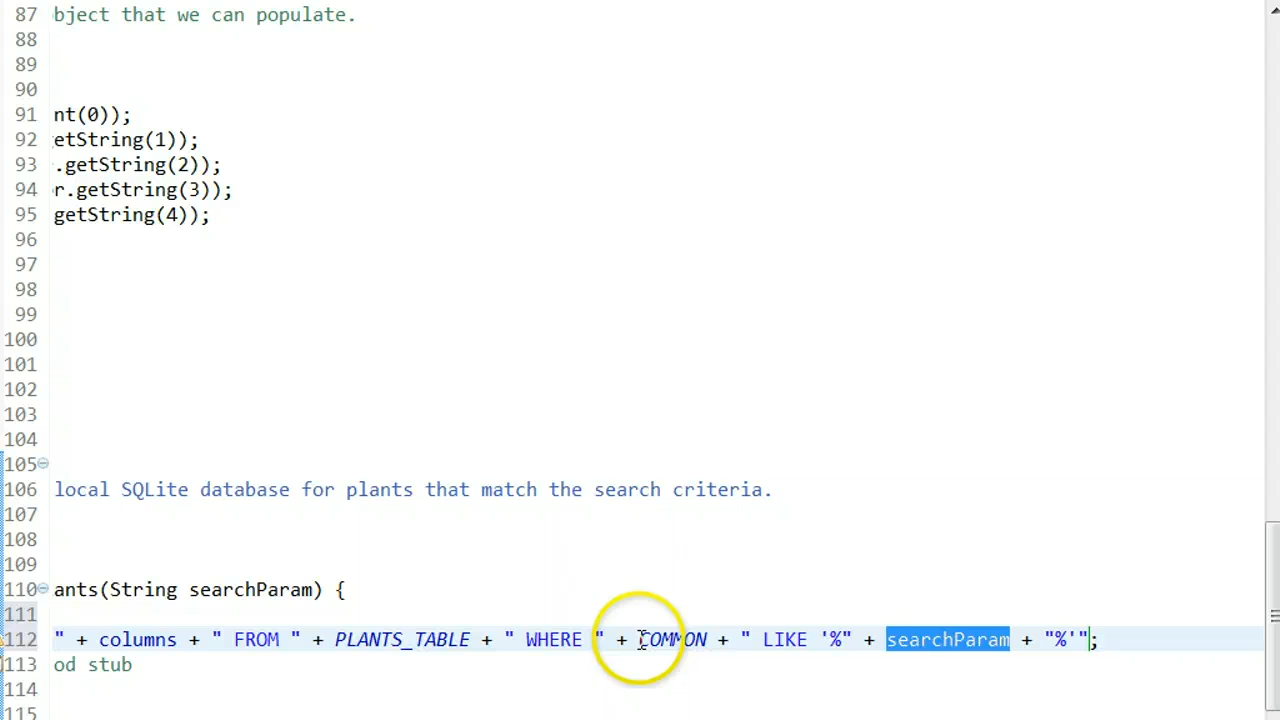 87 bject that we can populate.
88
89
90
91 nt(0));
92 etString(1));
93 .getString(2));
94 r.getString(3));
95 getString(4));
96
97
98
99
100
101
102
103
104
105
106 local SQLite database for plants that match the search criteria.
107
108
109
110 ants(String searchParam) {
111
112 " + columns + " FROM " + PLANTS_TABLE + " WHERE " + COMMON + " LIKE '%" + searchParam + "%'";
113 od stub
114
115